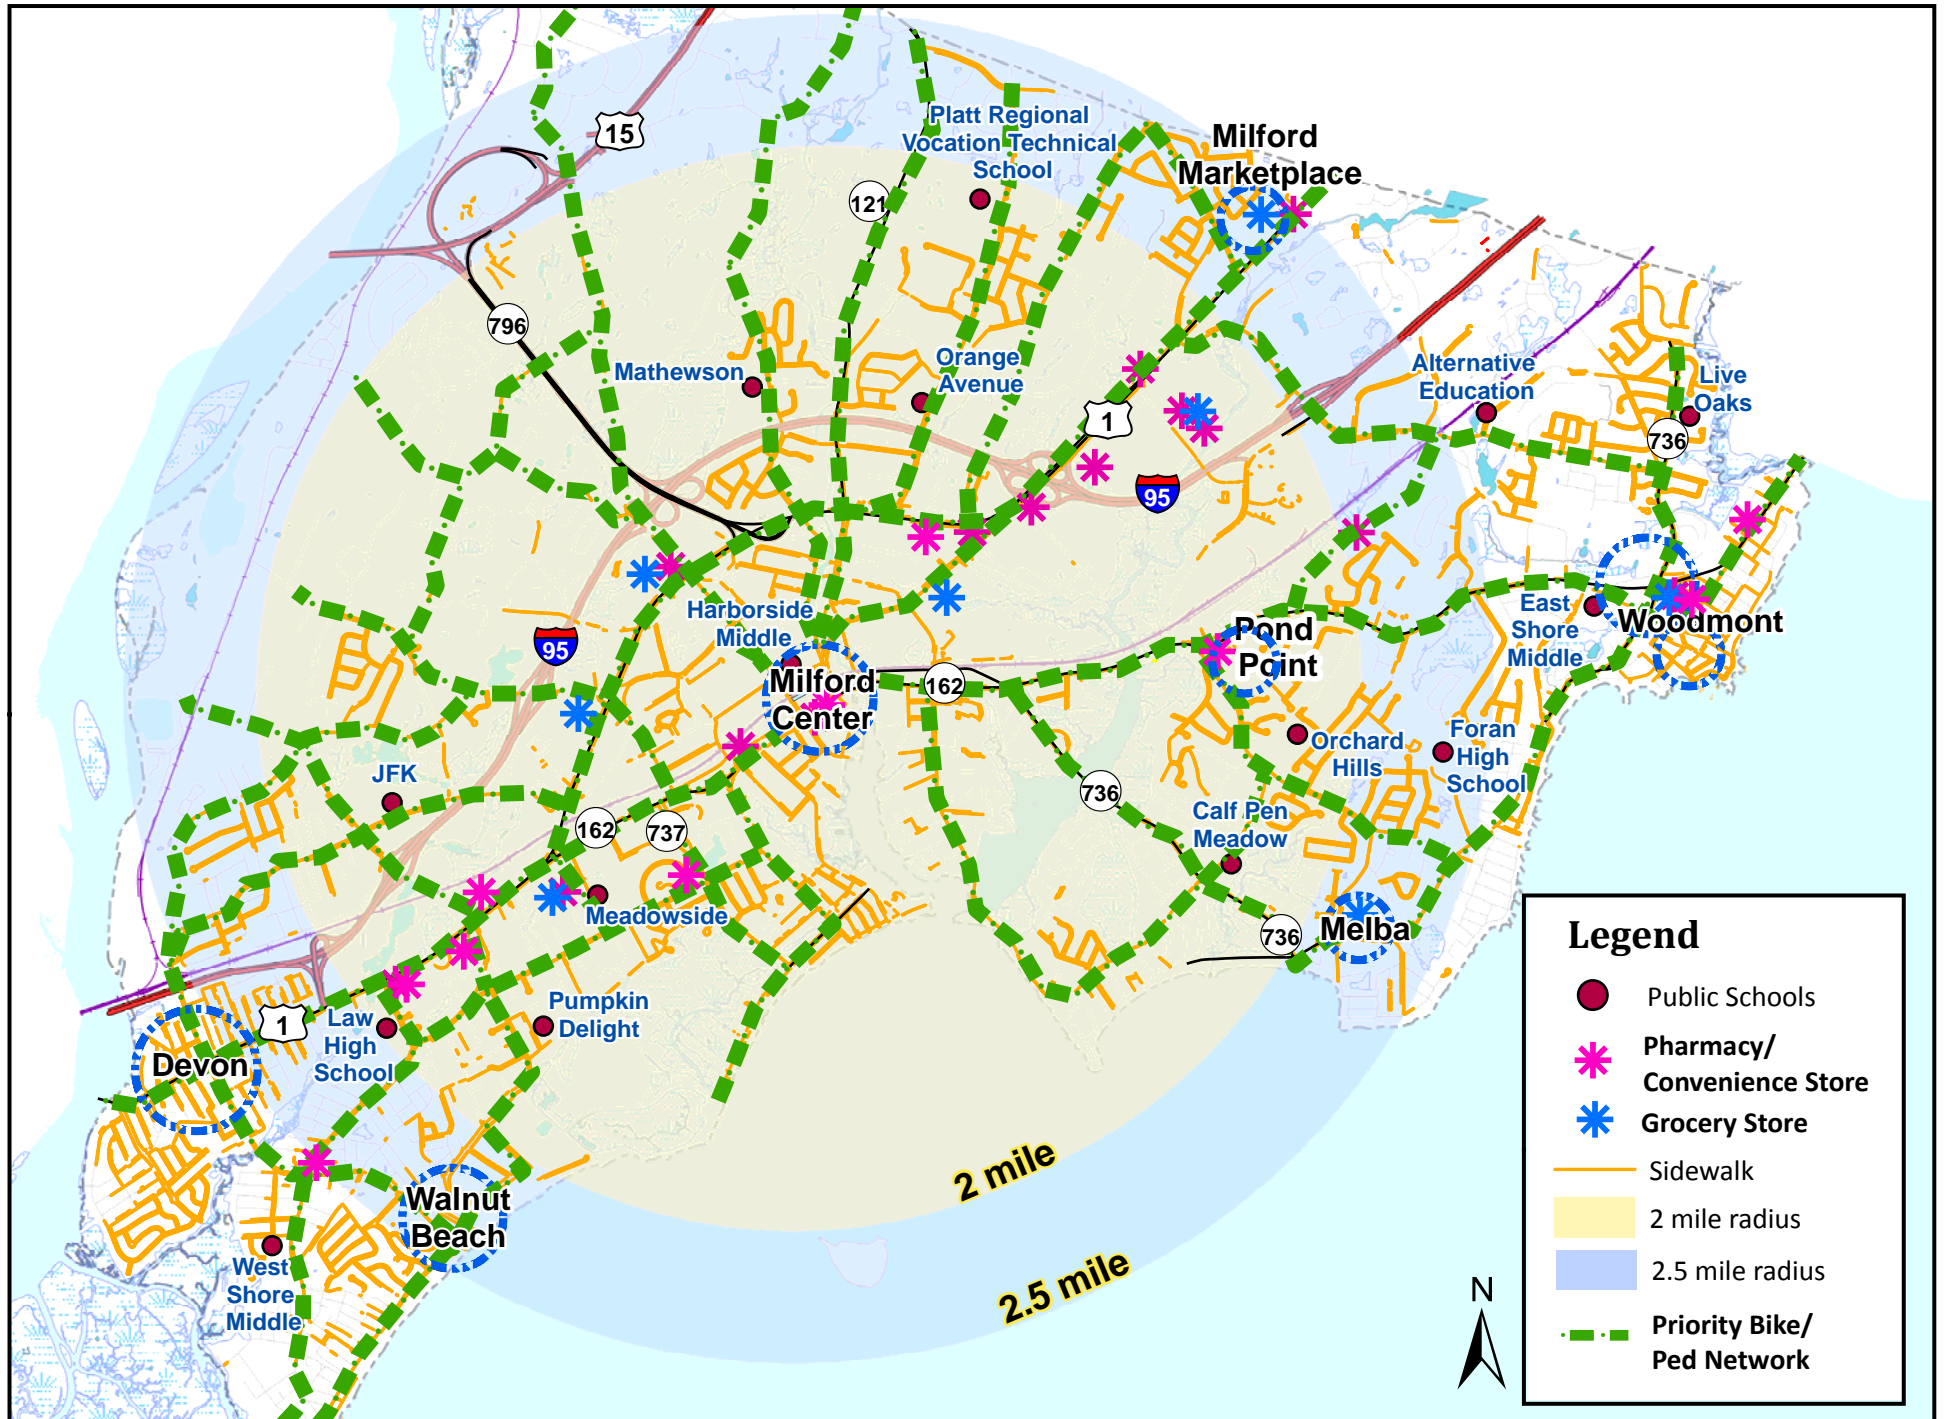 15
Platt Regional
Vocation Technical
School
Milford
Marketplace
121
796
Mathewson
Orange
Avenue
1
Alternative
Education
Live
Oaks
736
95
95
Harborside
Middle
Milford
Center
162
Pond
Point
East
Shore
Middle
Woodmont
JFK
162
737
736
Orchard
Hills
Foran
High
School
Calf Pen
Meadow
Meadowside
736
Melba
Pumpkin
Delight
1
Law
High
School
Devon
Walnut
Beach
West
Shore
Middle
2 mile
2.5 mile
N
Legend
Public Schools
Pharmacy/
Convenience Store
Grocery Store
Sidewalk
2 mile radius
2.5 mile radius
Priority Bike/
Ped Network